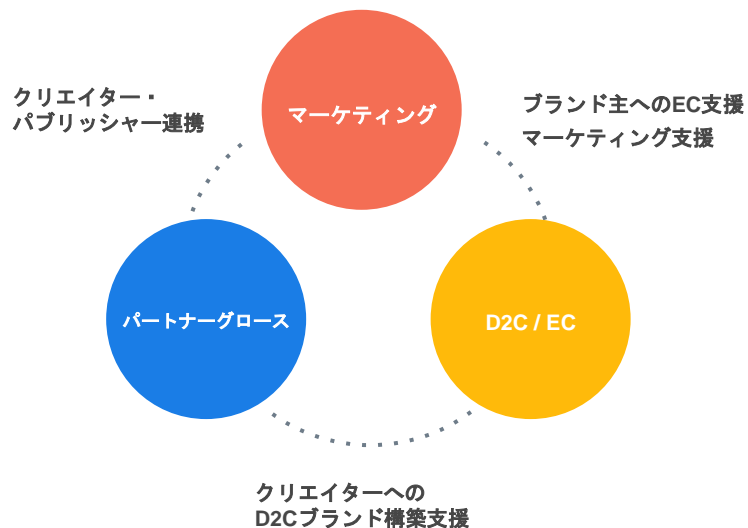 クリエイター・
パブリッシャー連携
マーケティング
ブランド主へのEC支援
マーケティング支援
パートナーグロース
D2C / EC
クリエイターへの
D2Cブランド構築支援